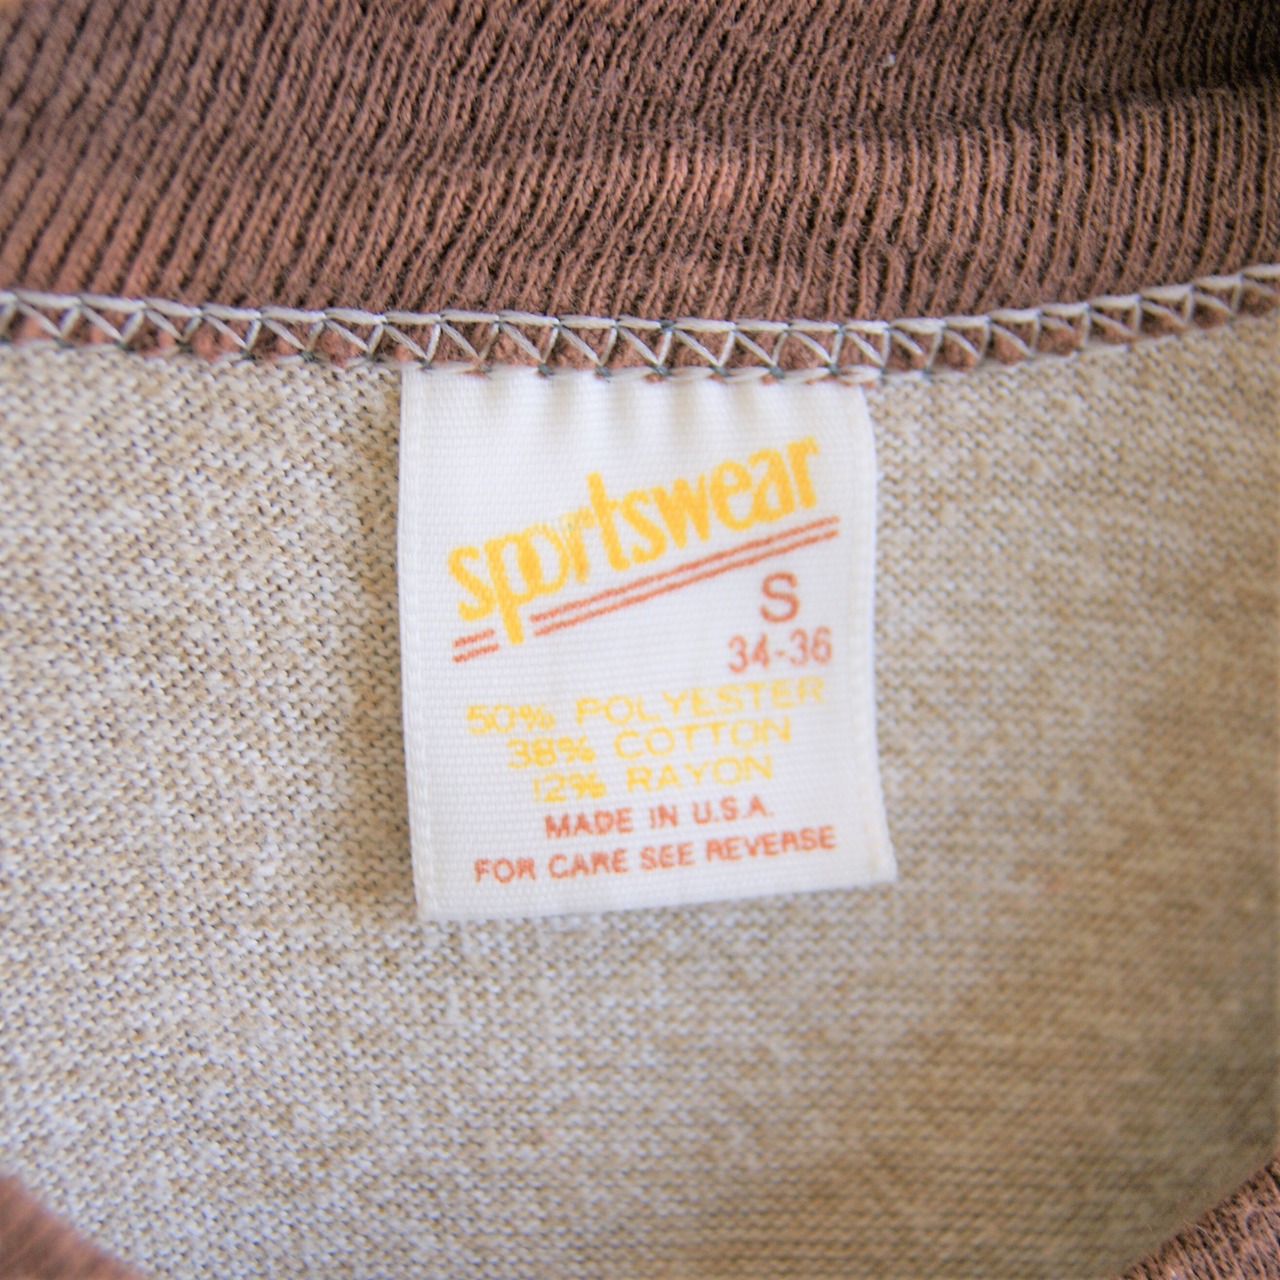 sportswear
S
34-36
50% POLYESTER
38% COTTON
12% RAYON
MADE IN U.S.A.
FOR CARE SEE REVERSE